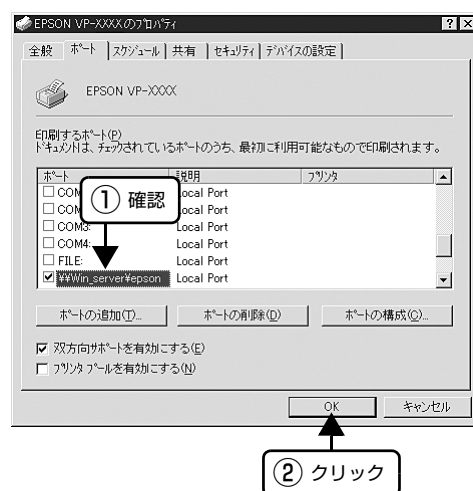 EPSON VP-XXXXのプロパティ
全般 ポート スケジュール 共有 セキュリティ デバイスの設定
EPSON VP-XXXX
印刷するポート(P)
ドキュメントは、チェックされているポートのうち、最初に利用可能なもので印刷されます。
ポート 説明 プリンタ
COM Local Port
COM Local Port
① 確認
COM3: Local Port
COM4: Local Port
FILE: Local Port
¥¥Win_server¥epson Local Port
ポートの追加(T)... ポートの削除(D) ポートの構成(C)...
双方向サポートを有効にする(E)
プリンタ プールを有効にする(N)
OK キャンセル
② クリック